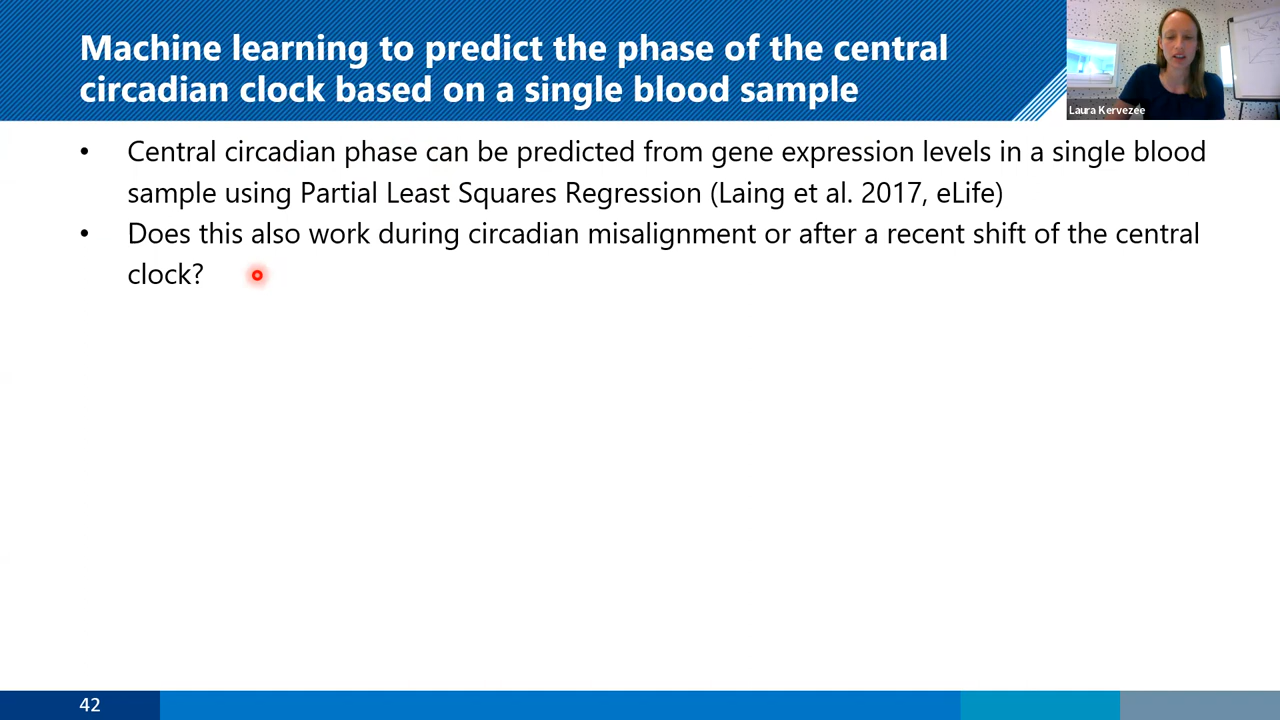 Machine learning to predict the phase of the central
circadian clock based on a single blood sample
Laura Kervezee
• Central circadian phase can be predicted from gene expression levels in a single blood
sample using Partial Least Squares Regression (Laing et al. 2017, eLife)
• Does this also work during circadian misalignment or after a recent shift of the central
clock?
42